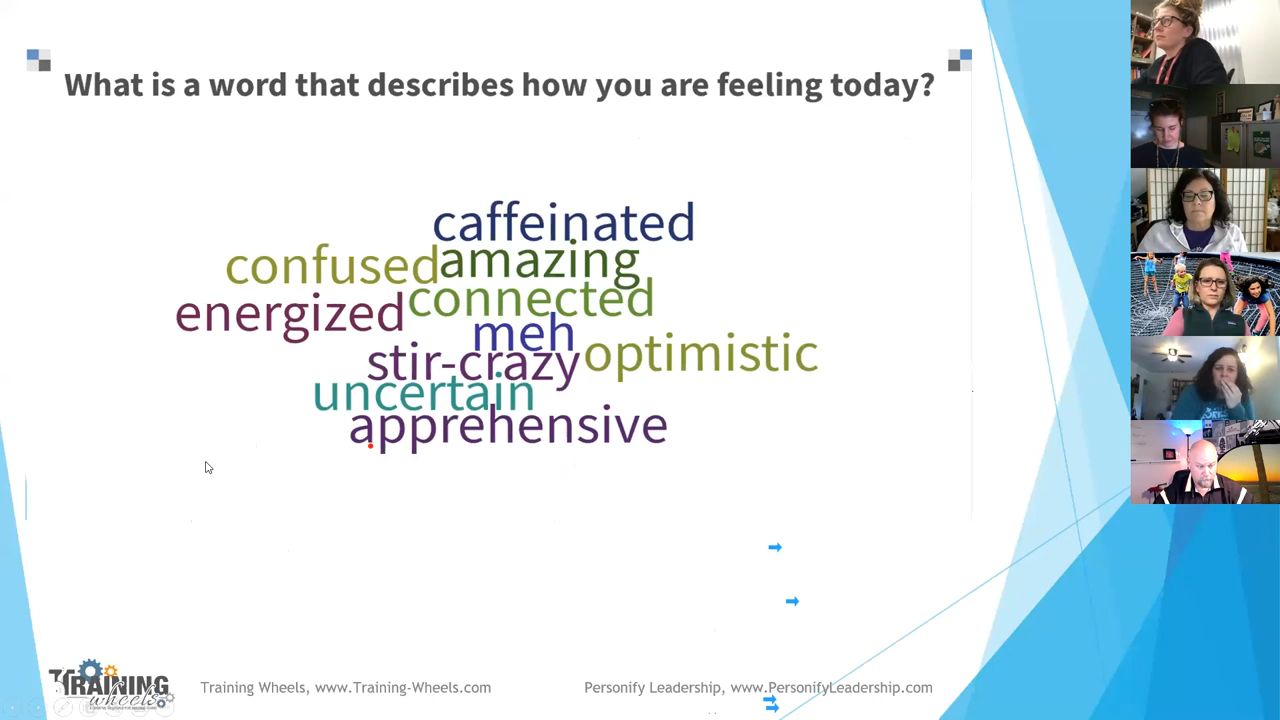 What is a word that describes how you are feeling today?
caffeinated
confused amazing
energized connected
meh
stir-crazy optimistic
uncertain
apprehensive
TRAINING
wheels
Training Wheels, www.Training-Wheels.com
Personify Leadership, www.PersonifyLeadership.com